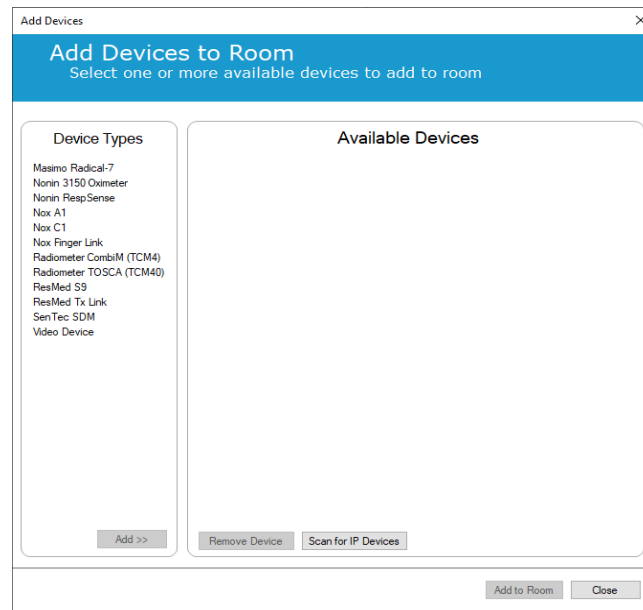 Add Devices
Add Devices to Room
Select one or more available devices to add to room
Device Types
Masimo Radical-7
Nonin 3150 Oximeter
Nonin RespSense
Nox A1
Nox C1
Nox Finger Link
Radiometer CombiM (TCM4)
Radiometer TOSCA (TCM40)
ResMed S9
ResMed Tx Link
SenTec SDM
Video Device
Add >>
Available Devices
Remove Device
Scan for IP Devices
Add to Room
Close